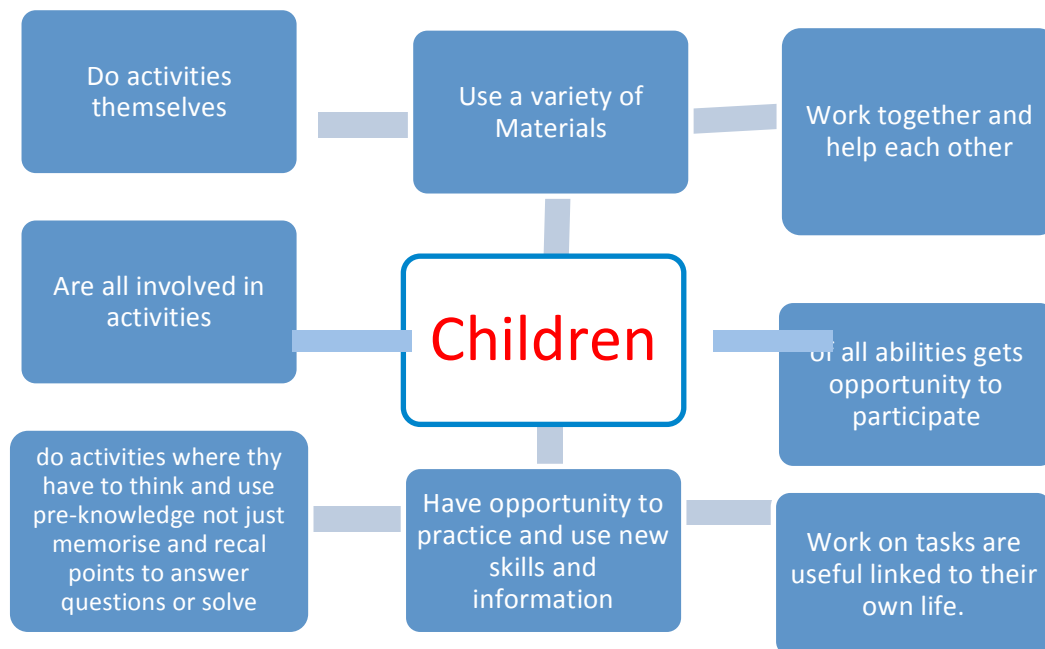 Do activities
themselves
Use a variety of
Materials
Work together and
help each other
Are all involved in
activities
Children
of all abilities gets
opportunity to
participate
do activities where thy
have to think and use
pre-knowledge not just
memorise and recal
points to answer
questions or solve
Have opportunity to
practice and use new
skills and
information
Work on tasks are
useful linked to their
own life.